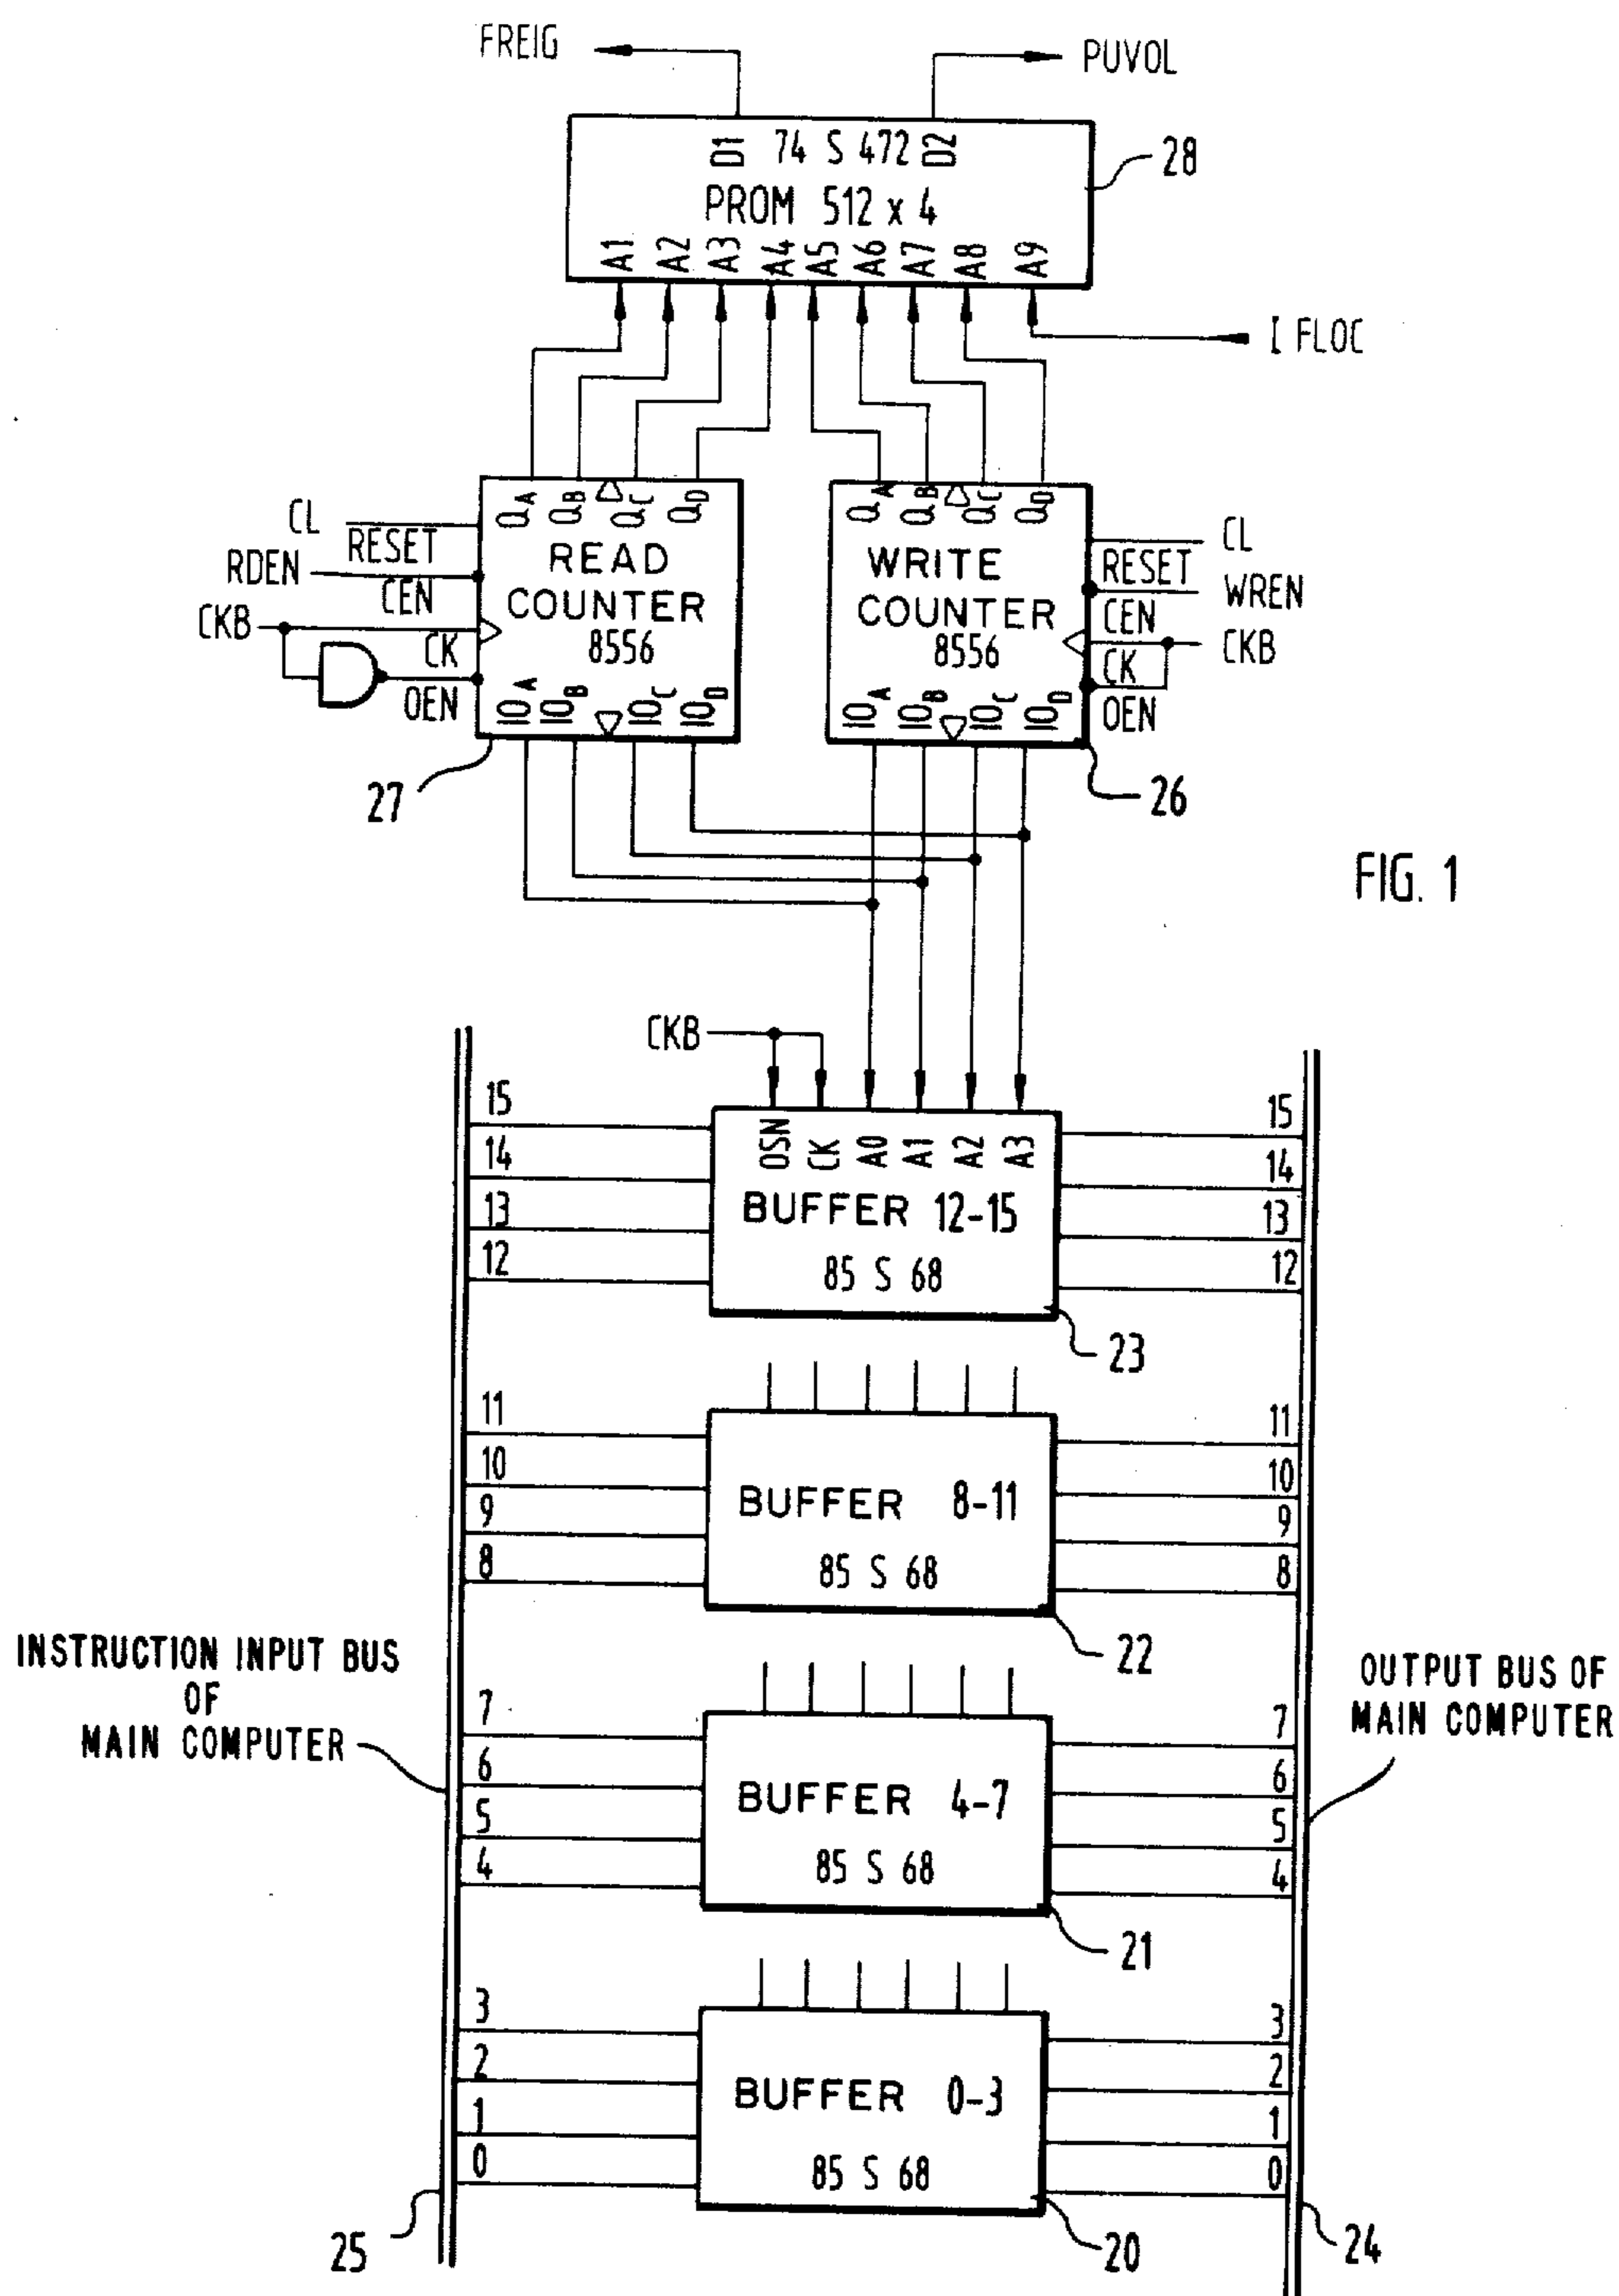 FREIG
PUVOL
D1 74 S 472 D2
PROM 512 x 4
A1 A2 A3 A4 A5 A6 A7 A8 A9
28
I FLOC
QA QB QC QD
CL
RESET
RDEN
CEN
CKB
CK
OEN
READ
COUNTER
8556
IOA IOB IOC IOD
27
QA QB QC QD
WRITE
COUNTER
8556
IOA IOB IOC IOD
CL
RESET
WREN
CEN
CKB
CK
OEN
26
FIG. 1
CKB
OSN CK A0 A1 A2 A3
BUFFER 12-15
85 S 68
23
15
14
13
12
15
14
13
12
11
10
9
8
BUFFER 8-11
85 S 68
22
11
10
9
8
INSTRUCTION INPUT BUS
OF
MAIN COMPUTER
OUTPUT BUS OF
MAIN COMPUTER
7
6
5
4
BUFFER 4-7
85 S 68
21
7
6
5
4
3
2
1
0
BUFFER 0-3
85 S 68
20
3
2
1
0
25
24